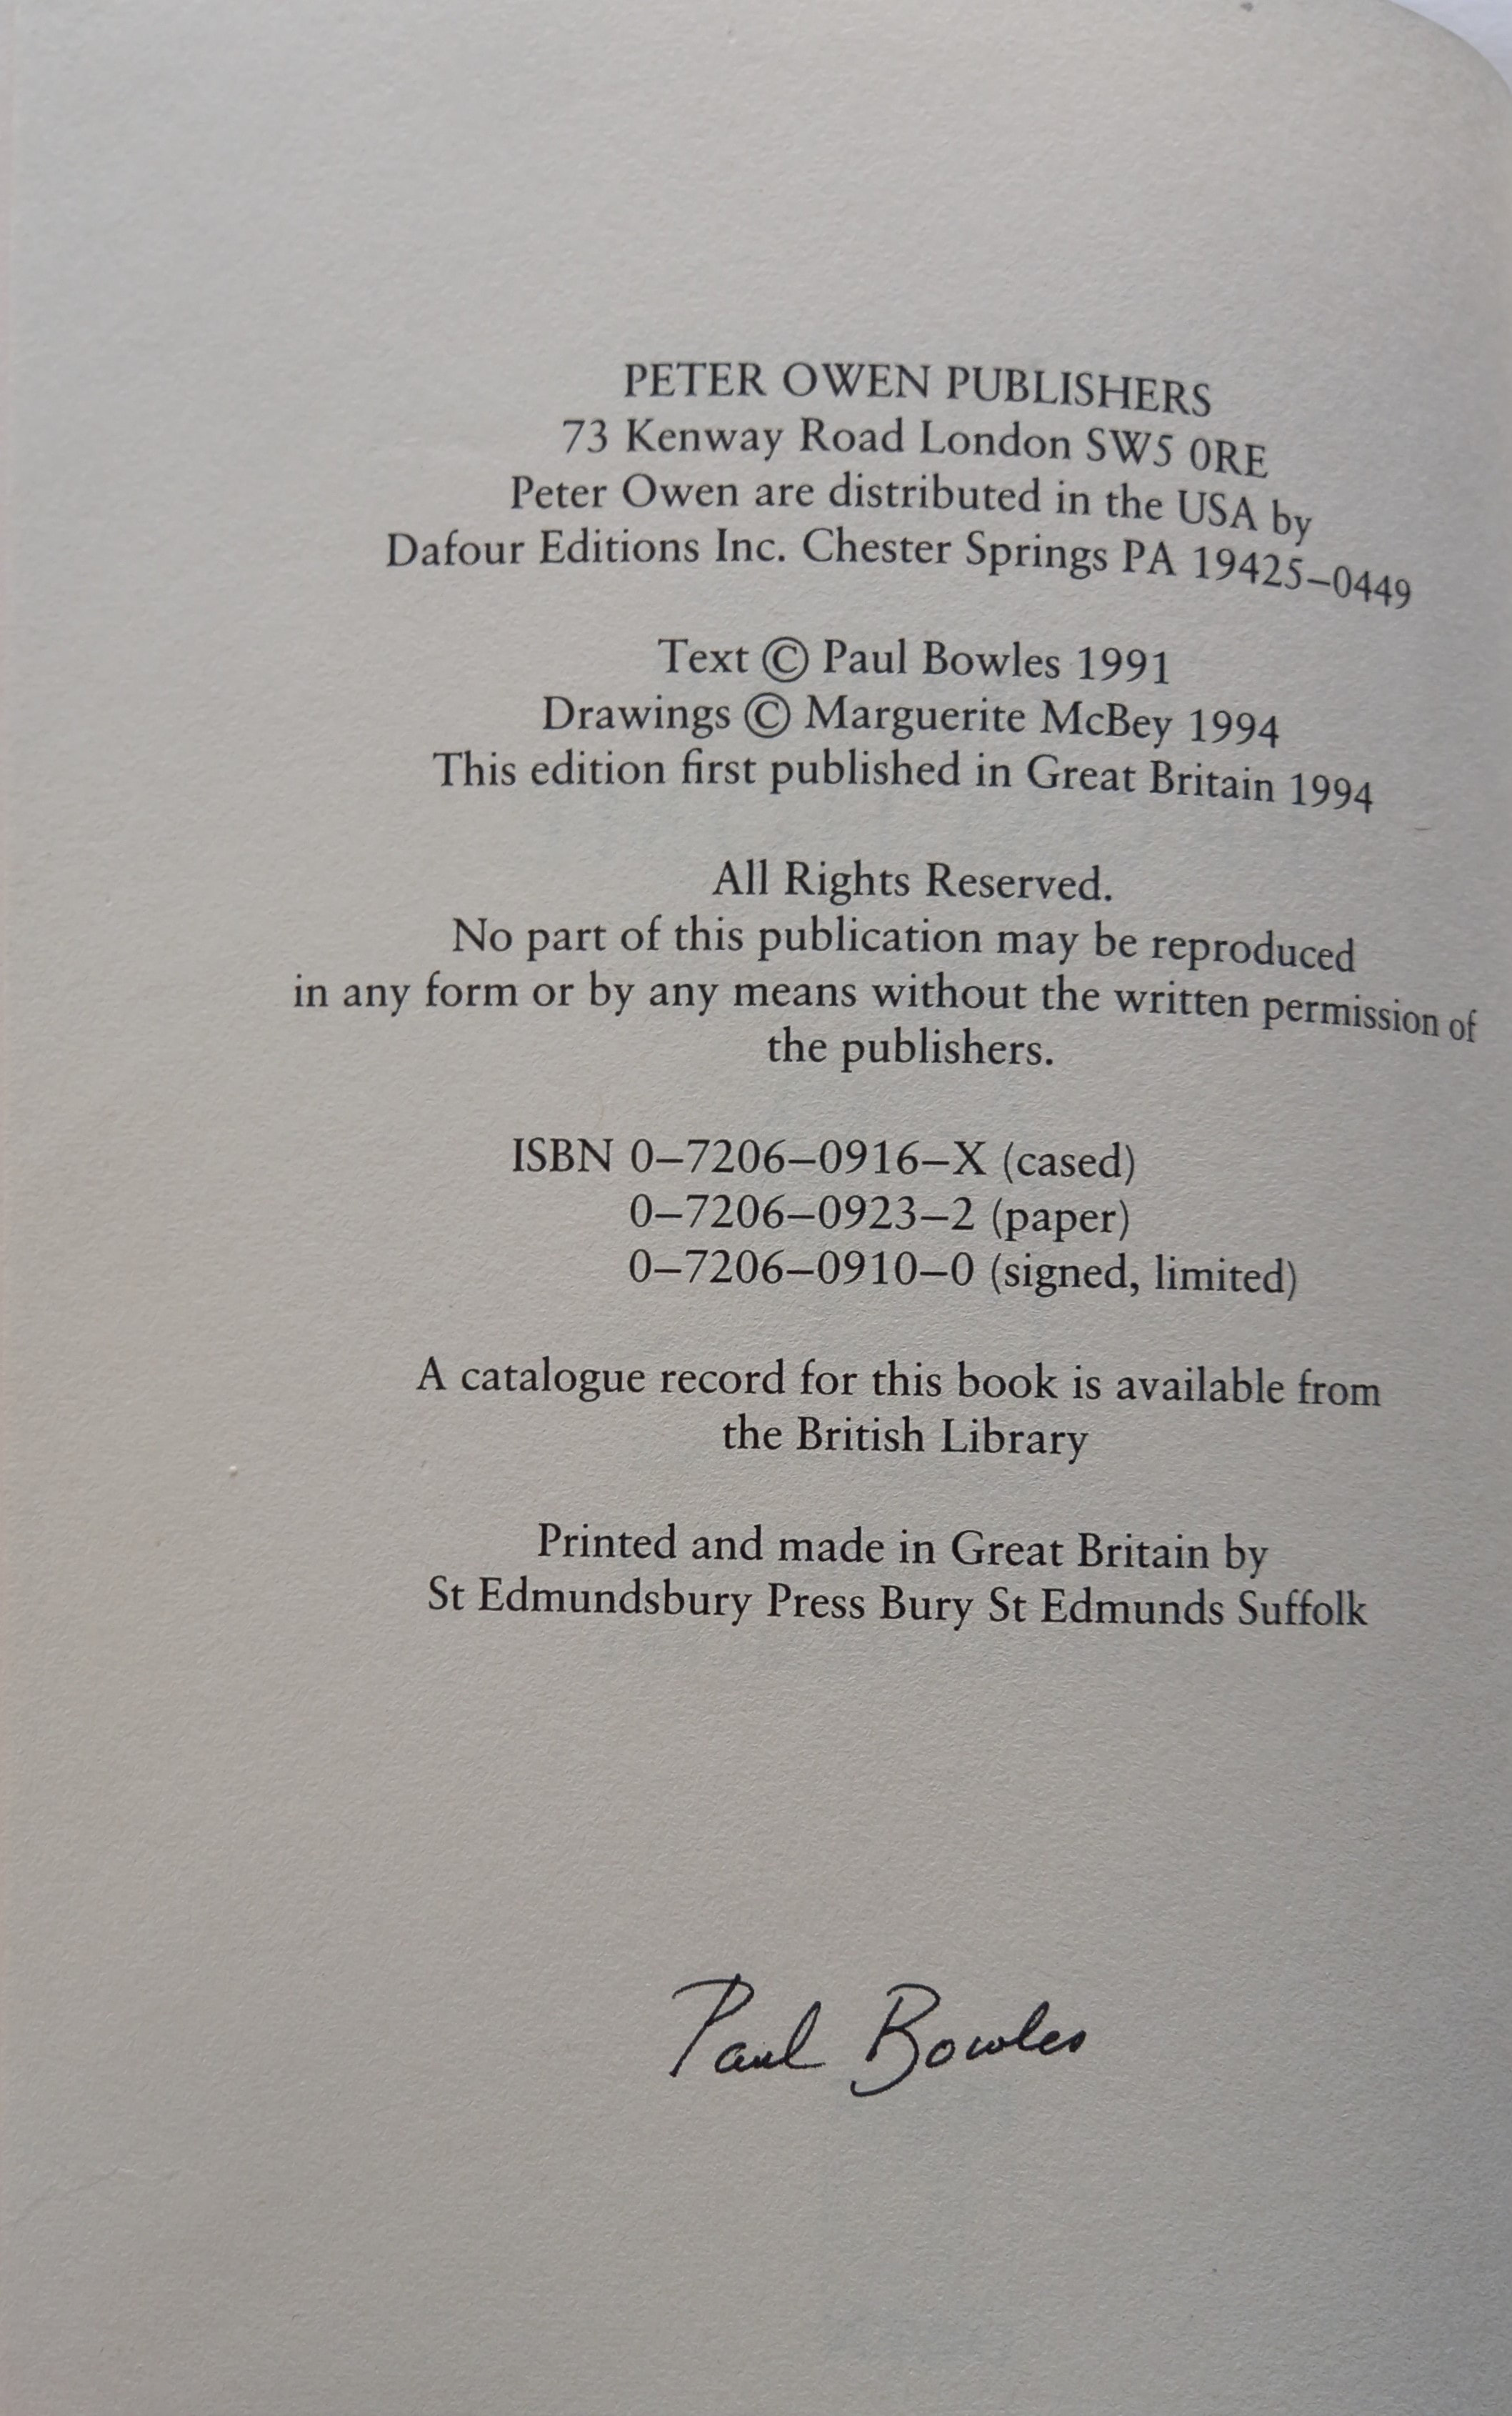 PETER OWEN PUBLISHERS
73 Kenway Road London SW5 0RE
Peter Owen are distributed in the USA by
Dafour Editions Inc. Chester Springs PA 19425–0449
Text © Paul Bowles 1991
Drawings © Marguerite McBey 1994
This edition first published in Great Britain 1994
All Rights Reserved.
No part of this publication may be reproduced
in any form or by any means without the written permission of
the publishers.
ISBN 0–7206–0916–X (cased)
0–7206–0923–2 (paper)
0–7206–0910–0 (signed, limited)
A catalogue record for this book is available from
the British Library
Printed and made in Great Britain by
St Edmundsbury Press Bury St Edmunds Suffolk
Paul Bowles